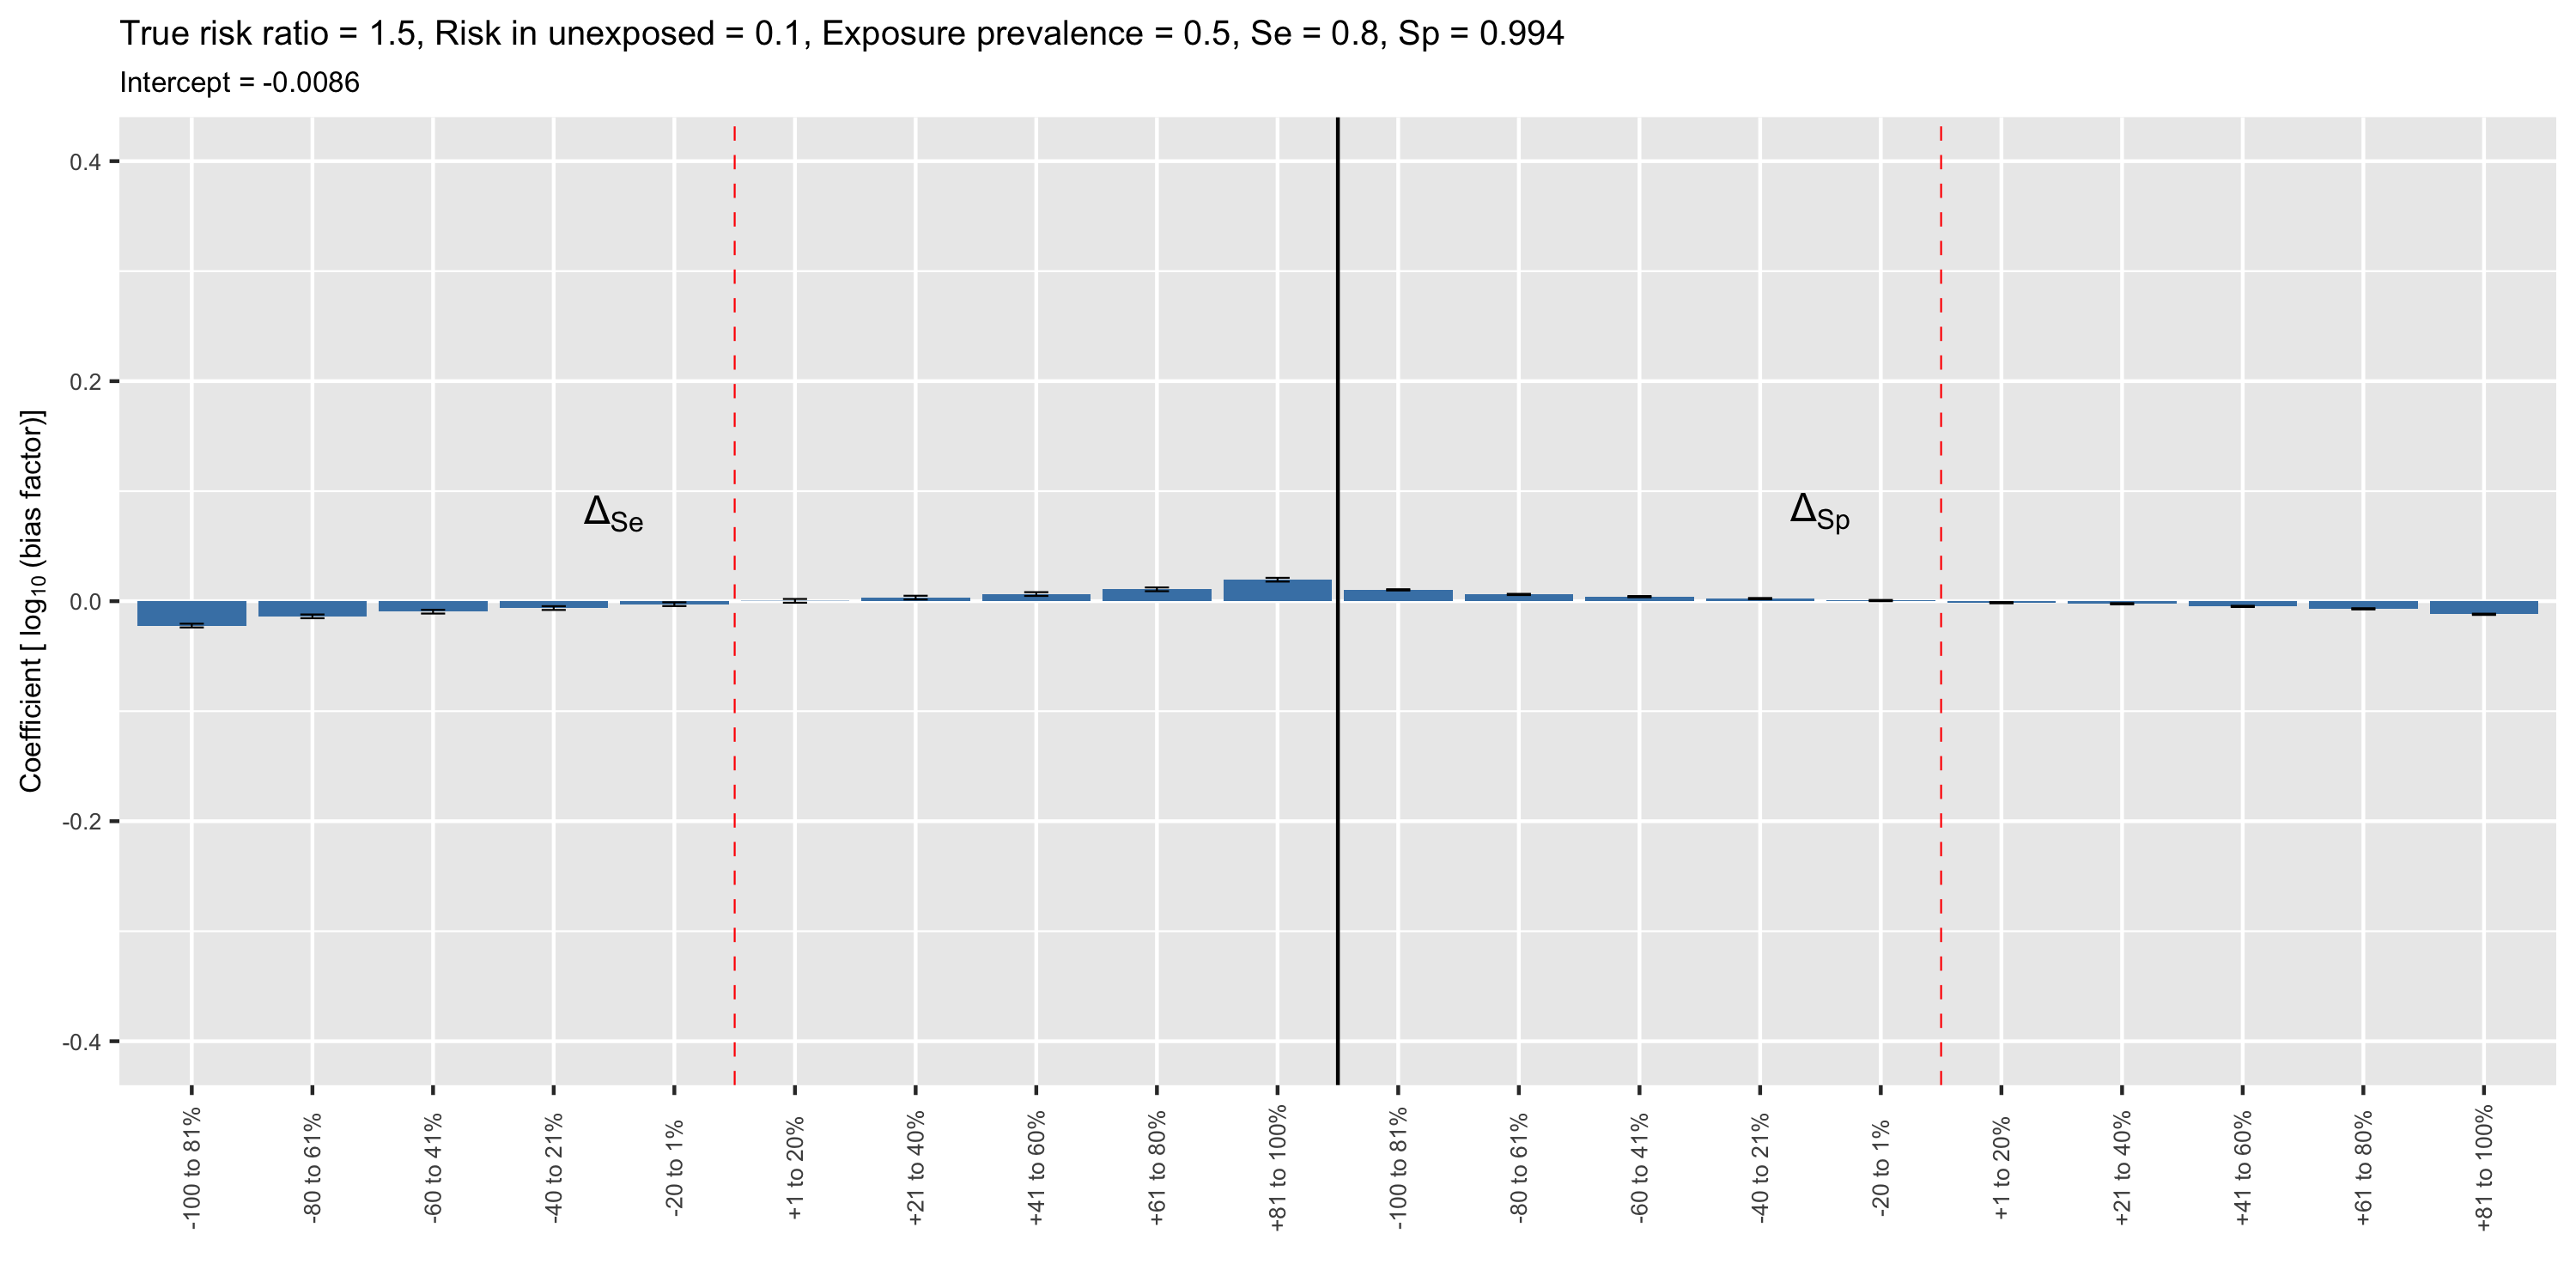 True risk ratio = 1.5, Risk in unexposed = 0.1, Exposure prevalence = 0.5, Se = 0.8, Sp = 0.994
Intercept = -0.0086
Coefficient [ log10 (bias factor)]
0.4
0.2
0.0
-0.2
-0.4
ΔSe
ΔSp
-100 to 81%
-80 to 61%
-60 to 41%
-40 to 21%
-20 to 1%
+1 to 20%
+21 to 40%
+41 to 60%
+61 to 80%
+81 to 100%
-100 to 81%
-80 to 61%
-60 to 41%
-40 to 21%
-20 to 1%
+1 to 20%
+21 to 40%
+41 to 60%
+61 to 80%
+81 to 100%